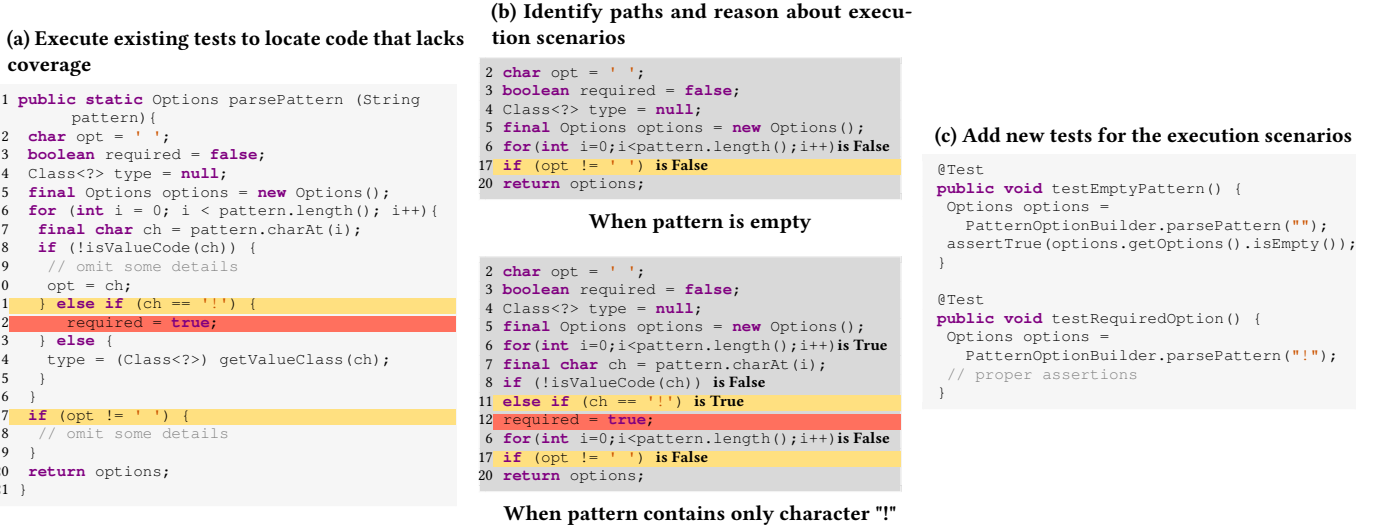 (a) Execute existing tests to locate code that lacks
coverage
1 public static Options parsePattern (String
pattern){
2 char opt = ' ';
3 boolean required = false;
4 Class<?> type = null;
5 final Options options = new Options();
6 for (int i = 0; i < pattern.length(); i++){
7 final char ch = pattern.charAt(i);
8 if (!isValueCode(ch)) {
9 // omit some details
0 opt = ch;
1 } else if (ch == '!') {
2 required = true;
3 } else {
4 type = (Class<?>) getValueClass(ch);
5 }
6 }
7 if (opt != ' ') {
8 // omit some details
9 }
20 return options;
21 }
(b) Identify paths and reason about execu-
tion scenarios
2 char opt = ' ';
3 boolean required = false;
4 Class<?> type = null;
5 final Options options = new Options();
6 for(int i=0;i<pattern.length();i++)is False
17 if (opt != ' ') is False
20 return options;
When pattern is empty
2 char opt = ' ';
3 boolean required = false;
4 Class<?> type = null;
5 final Options options = new Options();
6 for(int i=0;i<pattern.length();i++)is True
7 final char ch = pattern.charAt(i);
8 if (!isValueCode(ch)) is False
11 else if (ch == '!') is True
12 required = true;
6 for(int i=0;i<pattern.length();i++)is False
17 if (opt != ' ') is False
20 return options;
When pattern contains only character "!"
(c) Add new tests for the execution scenarios
@Test
public void testEmptyPattern() {
Options options =
PatternOptionBuilder.parsePattern("");
assertTrue(options.getOptions().isEmpty());
}
@Test
public void testRequiredOption() {
Options options =
PatternOptionBuilder.parsePattern("!");
// proper assertions
}